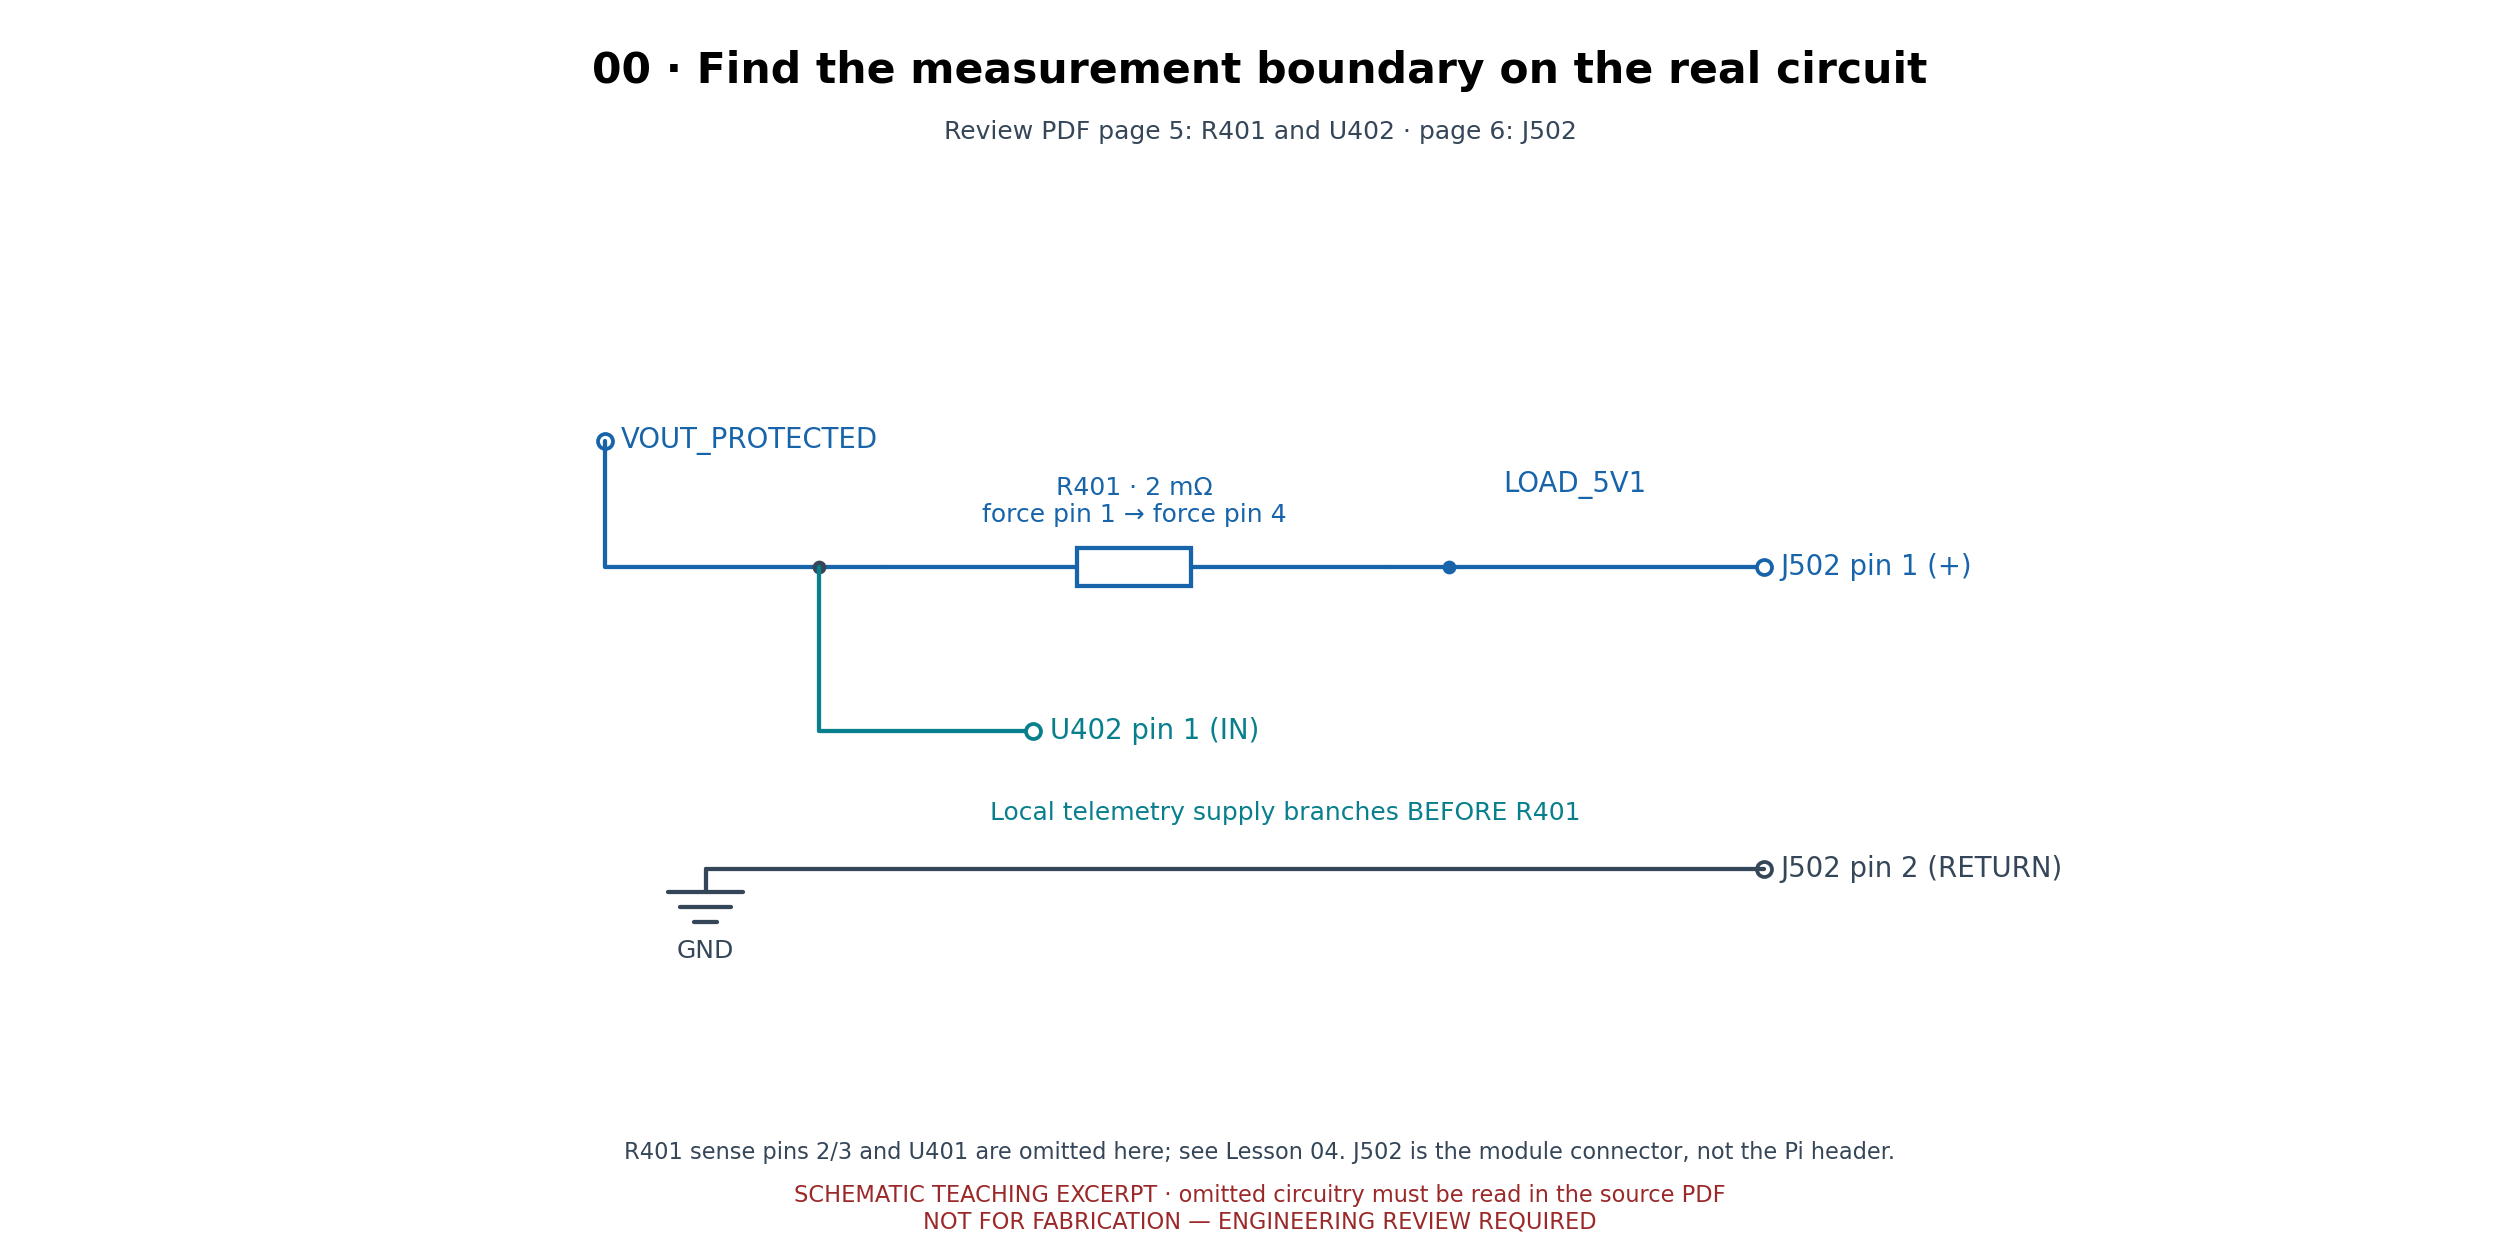 00 · Find the measurement boundary on the real circuit
Review PDF page 5: R401 and U402 · page 6: J502
VOUT_PROTECTED
R401 · 2 mΩ
force pin 1 → force pin 4
LOAD_5V1
J502 pin 1 (+)
U402 pin 1 (IN)
Local telemetry supply branches BEFORE R401
J502 pin 2 (RETURN)
GND
R401 sense pins 2/3 and U401 are omitted here; see Lesson 04. J502 is the module connector, not the Pi header.
SCHEMATIC TEACHING EXCERPT · omitted circuitry must be read in the source PDF
NOT FOR FABRICATION — ENGINEERING REVIEW REQUIRED